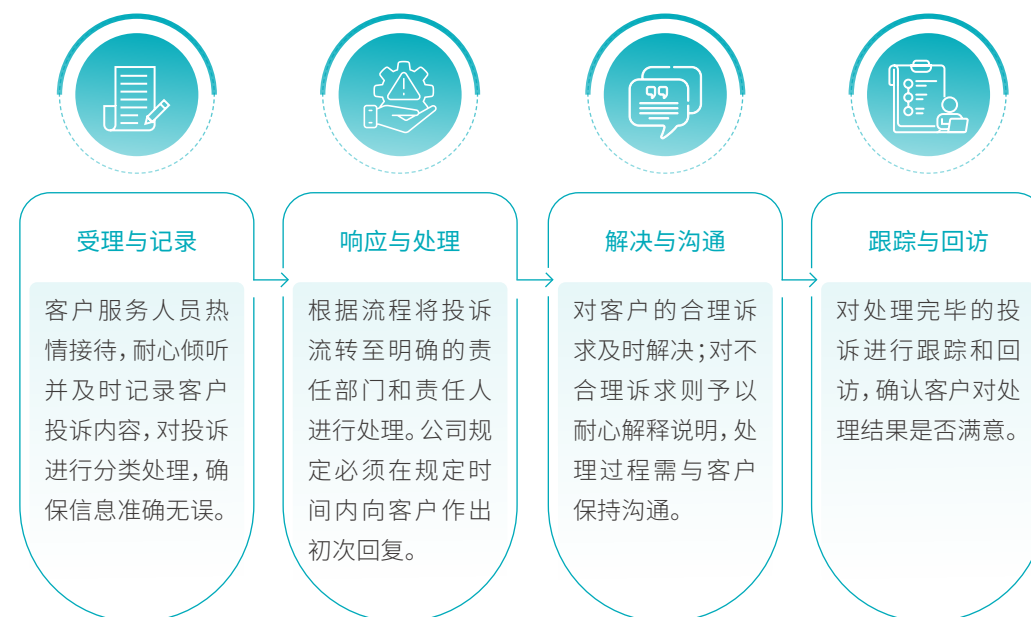 受理与记录
客户服务人员热
情接待，耐心倾听
并及时记录客户
投诉内容，对投诉
进行分类处理，确
保信息准确无误。
响应与处理
根据流程将投诉
流转至明确的责
任部门和责任人
进行处理。公司规
定必须在规定时
间内向客户作出
初次回复。
解决与沟通
对客户的合理诉
求及时解决；对不
合理诉求则予以
耐心解释说明，处
理过程需与客户
保持沟通。
跟踪与回访
对处理完毕的投
诉进行跟踪和回
访，确认客户对处
理结果是否满意。